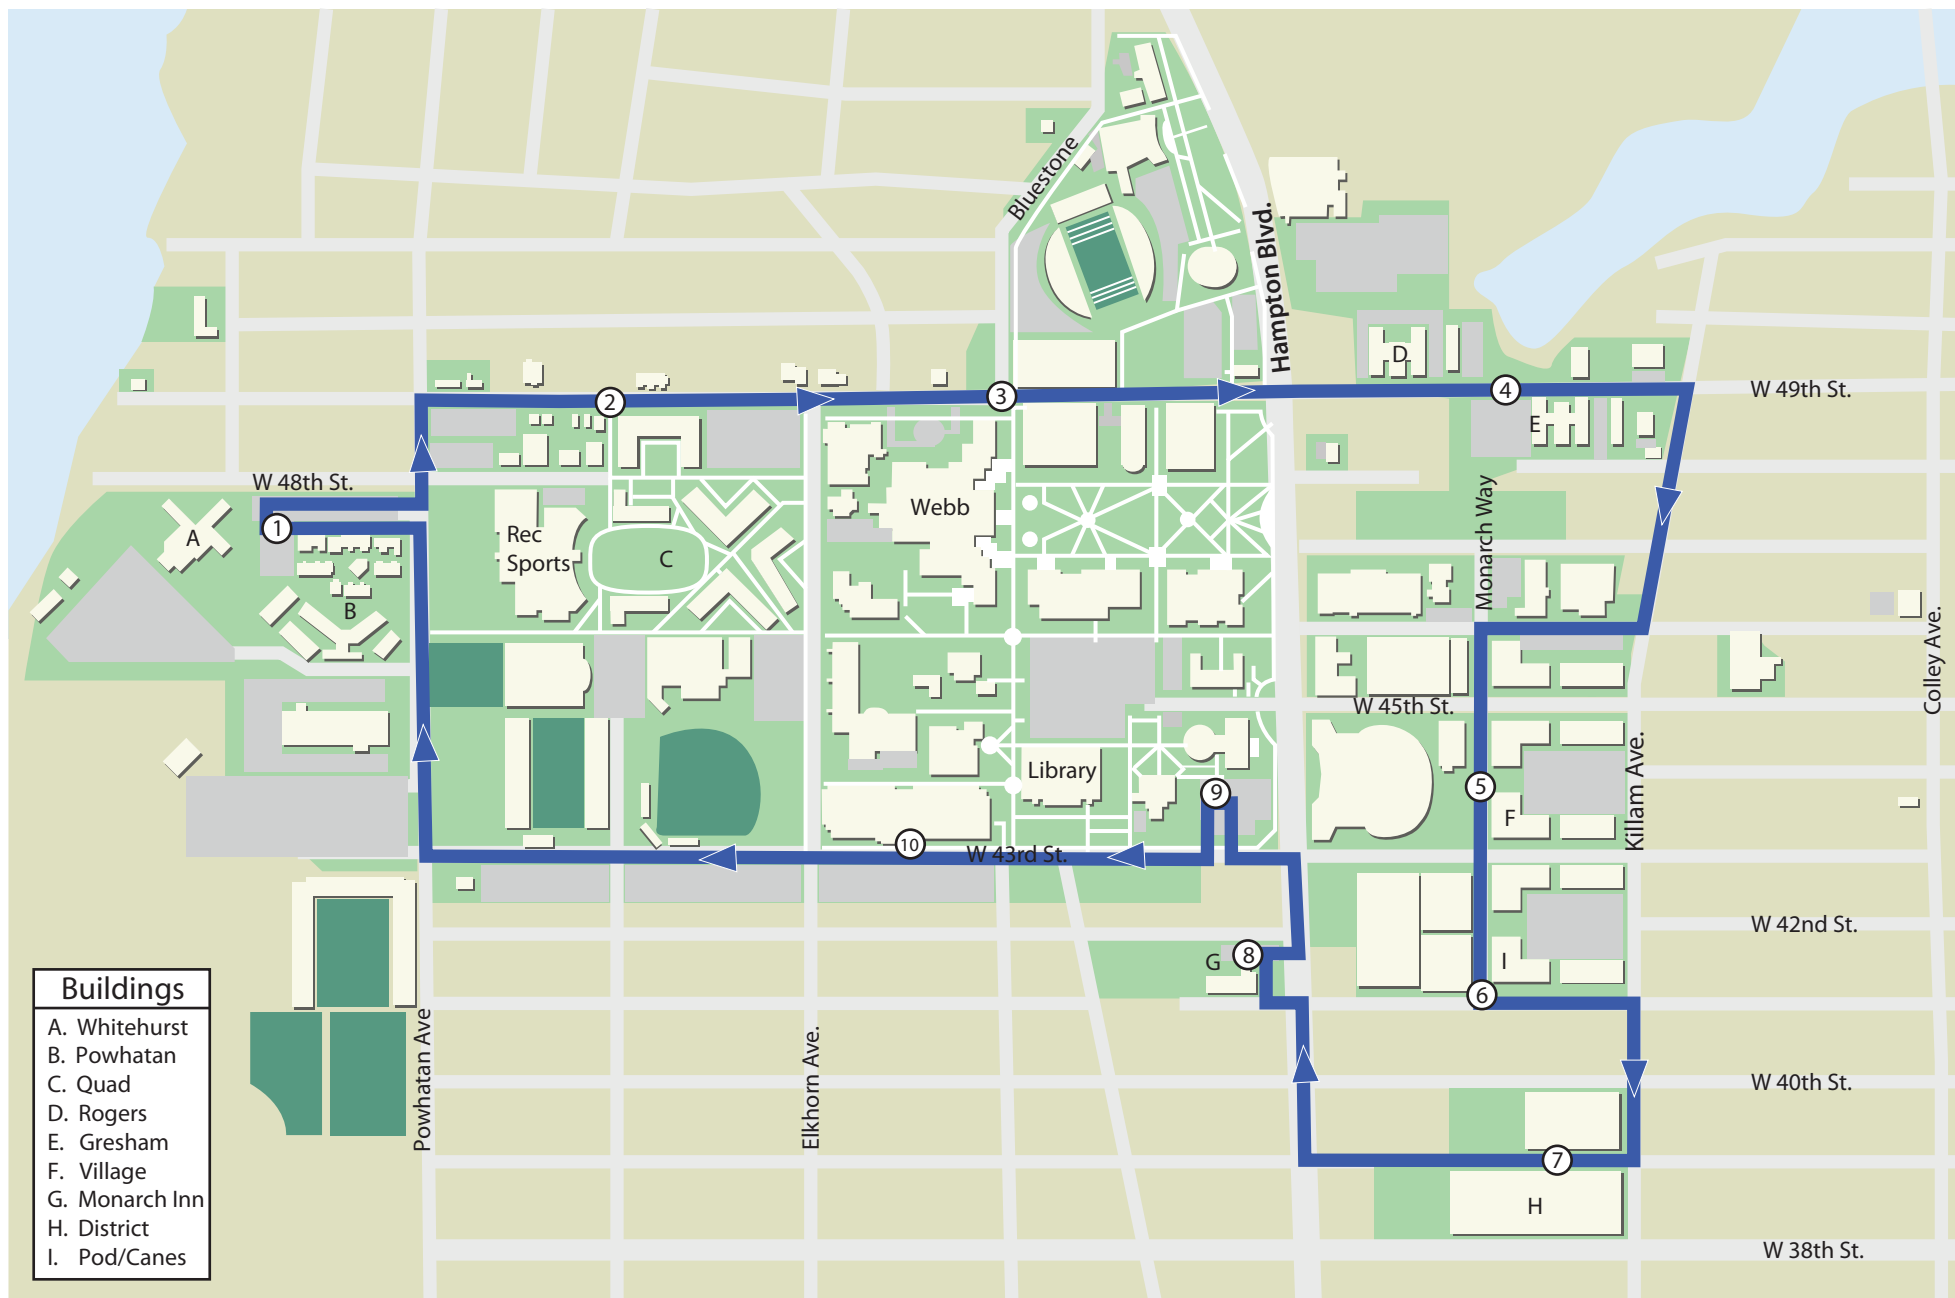 Bluestone
Hampton Blvd.
D
2
3
4
W 49th St.
E
W 48th St.
1
A
Rec
Sports
C
Webb
Monarch Way
B
Colley Ave.
W 45th St.
Library
9
5
F
Killam Ave.
10
W 43rd St.
W 42nd St.
G
8
I
6
Powhatan Ave
Elkhorn Ave.
W 40th St.
7
H
W 38th St.
Buildings
A. Whitehurst
B. Powhatan
C. Quad
D. Rogers
E. Gresham
F. Village
G. Monarch Inn
H. District
I. Pod/Canes